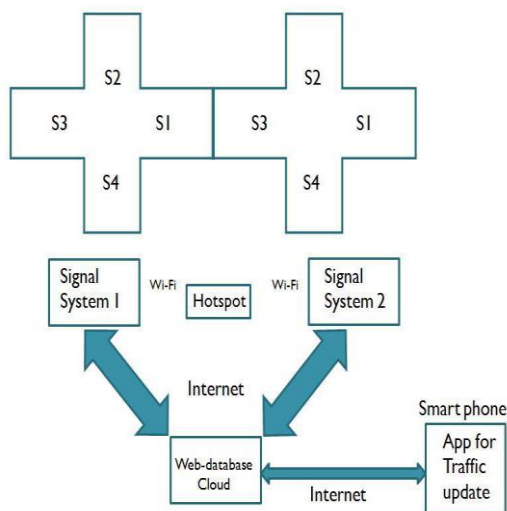 S2
S2
S3
S1
S3
S1
S4
S4
Signal
System 1
Wi-Fi
Hotspot
Wi-Fi
Signal
System 2
Internet
Smart phone
Web-database
Cloud
Internet
App for
Traffic
update